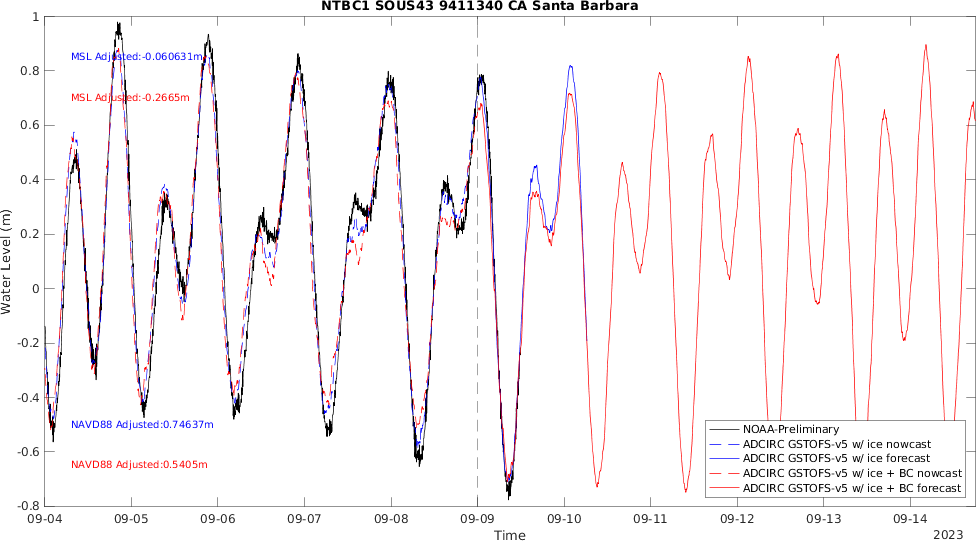 NTBC1 SOUS43 9411340 CA Santa Barbara
1
0.8
0.6
0.4
0.2
0
-0.2
-0.4
-0.6
-0.8
Water Level (m)
MSL Adjusted:-0.060631m
MSL Adjusted:-0.2665m
NAVD88 Adjusted:0.74637m
NAVD88 Adjusted:0.5405m
NOAA-Preliminary
ADCIRC GSTOFS-v5 w/ ice nowcast
ADCIRC GSTOFS-v5 w/ ice forecast
ADCIRC GSTOFS-v5 w/ ice + BC nowcast
ADCIRC GSTOFS-v5 w/ ice + BC forecast
09-04 09-05 09-06 09-07 09-08 09-09 09-10 09-11 09-12 09-13 09-14
Time
2023